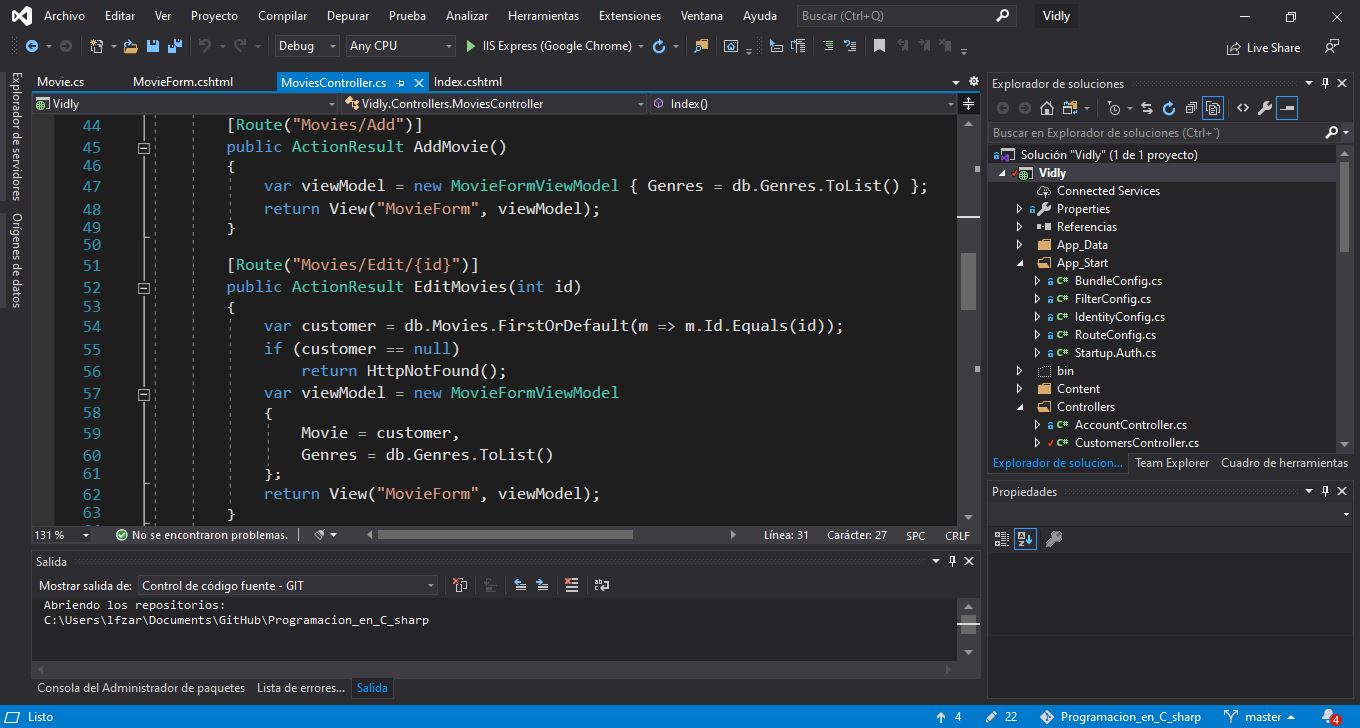 Archivo Editar Ver Proyecto Compilar Depurar Prueba Analizar Herramientas Extensiones Ventana Ayuda Buscar (Ctrl+Q) Vidly
Debug Any CPU IIS Express (Google Chrome) Live Share
Explorador de servidores
Orígenes de datos
Movie.cs MovieForm.cshtml MoviesController.cs Index.cshtml
Vidly Vidly.Controllers.MoviesController Index()
44 [Route("Movies/Add")]
45 public ActionResult AddMovie()
46 {
47 var viewModel = new MovieFormViewModel { Genres = db.Genres.ToList() };
48 return View("MovieForm", viewModel);
49 }
50
51 [Route("Movies/Edit/{id}")]
52 public ActionResult EditMovies(int id)
53 {
54 var customer = db.Movies.FirstOrDefault(m => m.Id.Equals(id));
55 if (customer == null)
56 return HttpNotFound();
57 var viewModel = new MovieFormViewModel
58 {
59 Movie = customer,
60 Genres = db.Genres.ToList()
61 };
62 return View("MovieForm", viewModel);
63 }
131 % No se encontraron problemas. Línea: 31 Carácter: 27 SPC CRLF
Salida
Mostrar salida de: Control de código fuente - GIT
Abriendo los repositorios:
C:\Users\lfzar\Documents\GitHub\Programacion_en_C_sharp
Consola del Administrador de paquetes Lista de errores... Salida
Explorador de soluciones
Buscar en Explorador de soluciones (Ctrl+`)
Solución "Vidly" (1 de 1 proyecto)
Vidly
Connected Services
Properties
Referencias
App_Data
App_Start
C# BundleConfig.cs
C# FilterConfig.cs
C# IdentityConfig.cs
C# RouteConfig.cs
C# Startup.Auth.cs
bin
Content
Controllers
C# AccountController.cs
C# CustomersController.cs
Explorador de solucion... Team Explorer Cuadro de herramientas
Propiedades
Listo 4 22 Programacion_en_C_sharp master 4